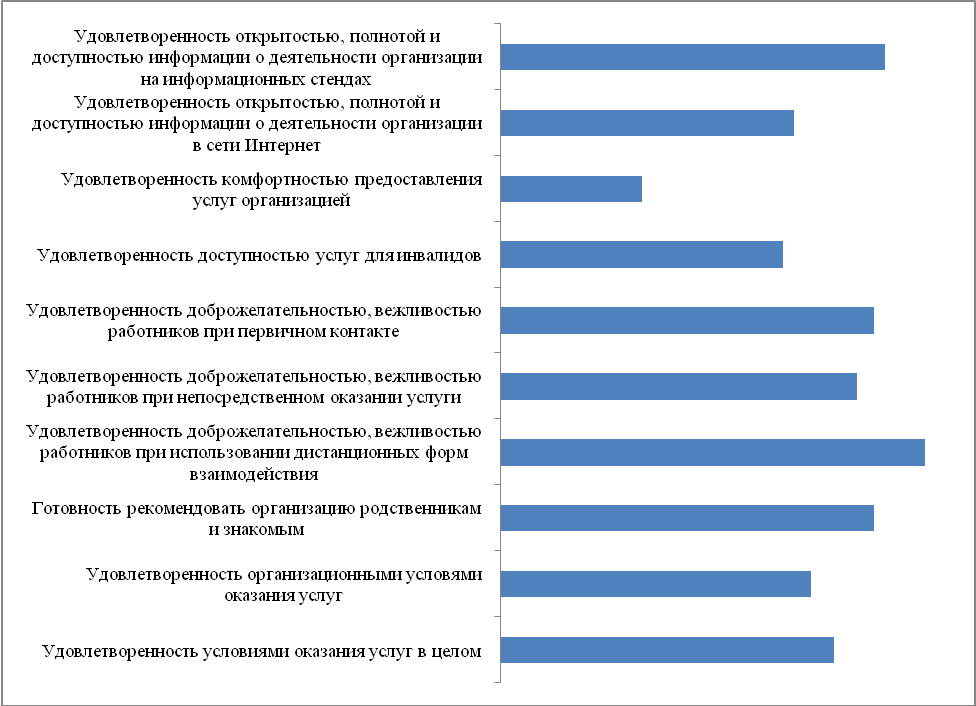 Удовлетворенность открытостью, полнотой и
доступностью информации о деятельности организации
на информационных стендах
Удовлетворенность открытостью, полнотой и
доступностью информации о деятельности организации
в сети Интернет
Удовлетворенность комфортностью предоставления
услуг организацией
Удовлетворенность доступностью услуг для инвалидов
Удовлетворенность доброжелательностью, вежливостью
работников при первичном контакте
Удовлетворенность доброжелательностью, вежливостью
работников при непосредственном оказании услуги
Удовлетворенность доброжелательностью, вежливостью
работников при использовании дистанционных форм
взаимодействия
Готовность рекомендовать организацию родственникам
и знакомым
Удовлетворенность организационными условями
оказания услуг
Удовлетворенность условиями оказания услуг в целом